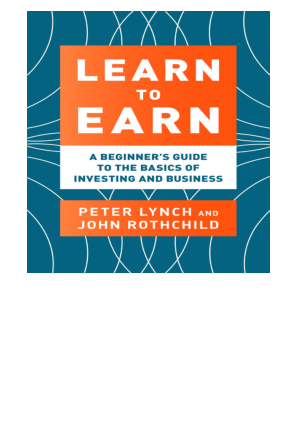 LEARN
TO
EARN
A BEGINNER'S GUIDE
TO THE BASICS OF
INVESTING AND BUSINESS
PETER LYNCH AND
JOHN ROTHCHILD